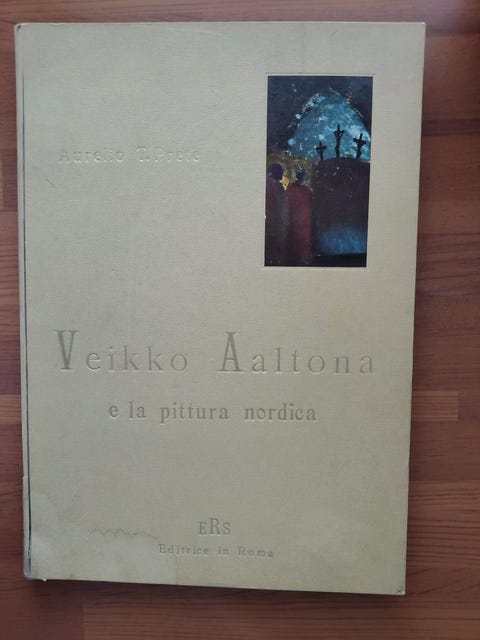 Aurelio T. Prete
Veikko Aaltona
e la pittura nordica
ERS
Editrice in Roma